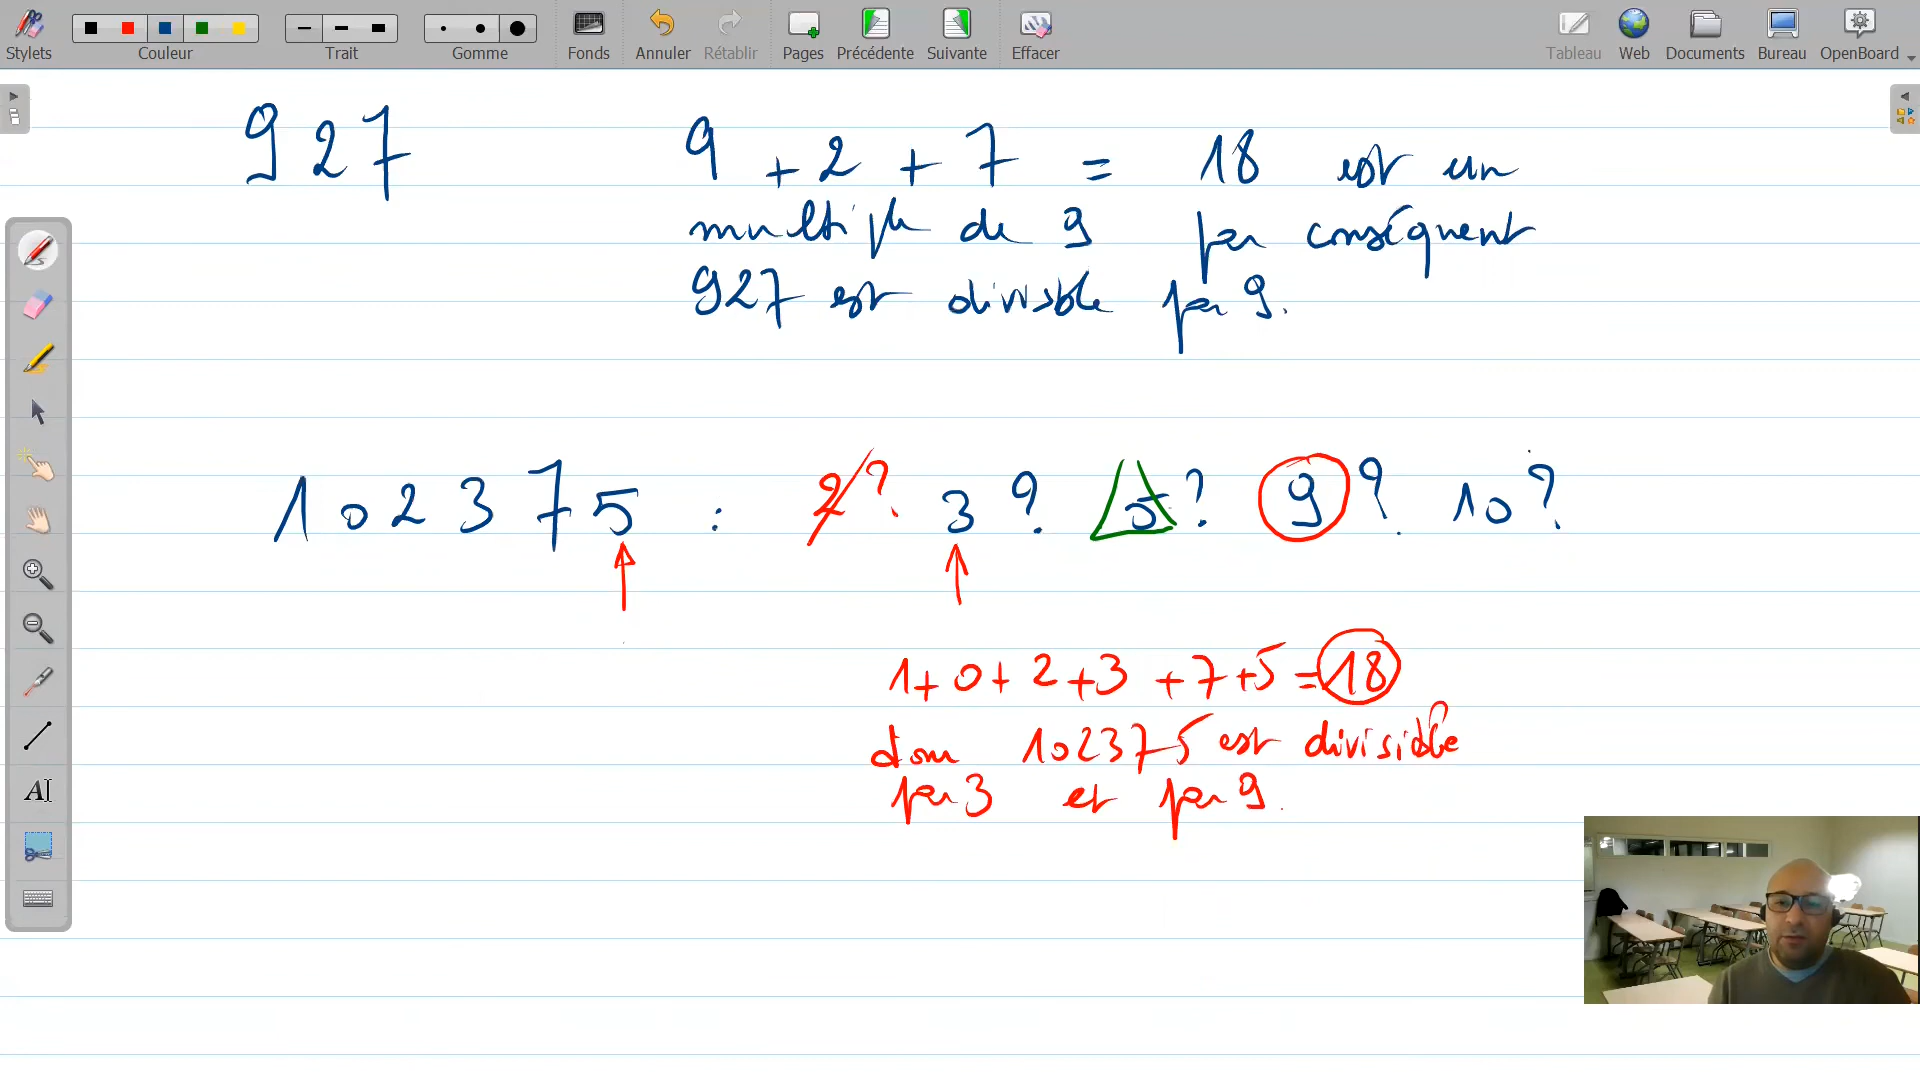 Stylets Couleur Trait Gomme Fonds Annuler Rétablir Pages Précédente Suivante Effacer Tableau Web Documents Bureau OpenBoard
927 9 + 2 + 7 = 18 est un
multiple de 9 par conséquent
927 est divisible par 9.
102375 : 2? 3? 5? 9? 10?
1+0+2+3+7+5=18
donc 102375 est divisible
par 3 et par 9.